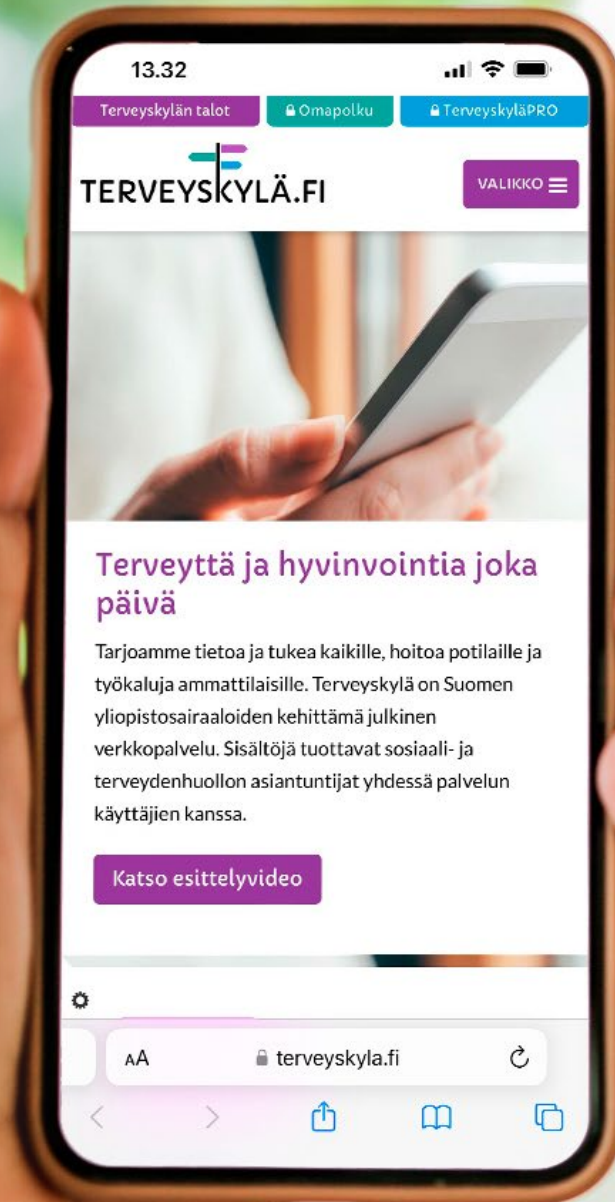 13.32
Terveyskylän talot Omapolku TerveyskyläPRO
TERVEYSKYLÄ.FI
VALIKKO
Terveyttä ja hyvinvointia joka
päivä
Tarjoamme tietoa ja tukea kaikille, hoitoa potilaille ja
työkaluja ammattilaisille. Terveyskylä on Suomen
yliopistosairaaloiden kehittämä julkinen
verkkopalvelu. Sisältöjä tuottavat sosiaali- ja
terveydenhuollon asiantuntijat yhdessä palvelun
käyttäjien kanssa.
Katso esittelyvideo
AA terveyskyla.fi